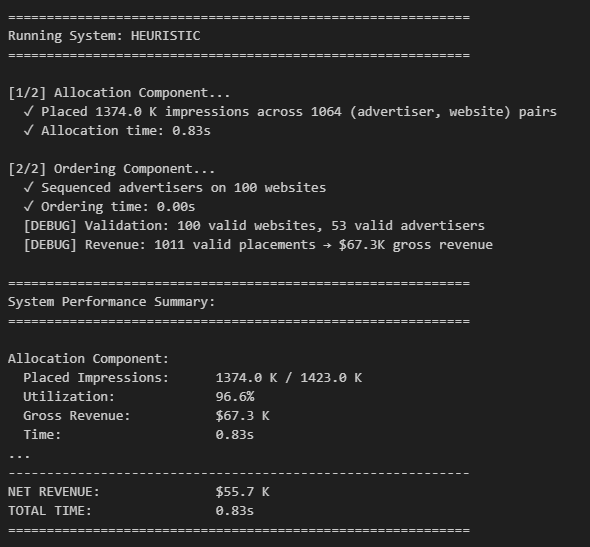 ============================================================
Running System: HEURISTIC
============================================================
[1/2] Allocation Component...
✓ Placed 1374.0 K impressions across 1064 (advertiser, website) pairs
✓ Allocation time: 0.83s
[2/2] Ordering Component...
✓ Sequenced advertisers on 100 websites
✓ Ordering time: 0.00s
[DEBUG] Validation: 100 valid websites, 53 valid advertisers
[DEBUG] Revenue: 1011 valid placements → $67.3K gross revenue
============================================================
System Performance Summary:
============================================================
Allocation Component:
Placed Impressions: 1374.0 K / 1423.0 K
Utilization: 96.6%
Gross Revenue: $67.3 K
Time: 0.83s
...
------------------------------------------------------------
NET REVENUE: $55.7 K
TOTAL TIME: 0.83s
============================================================